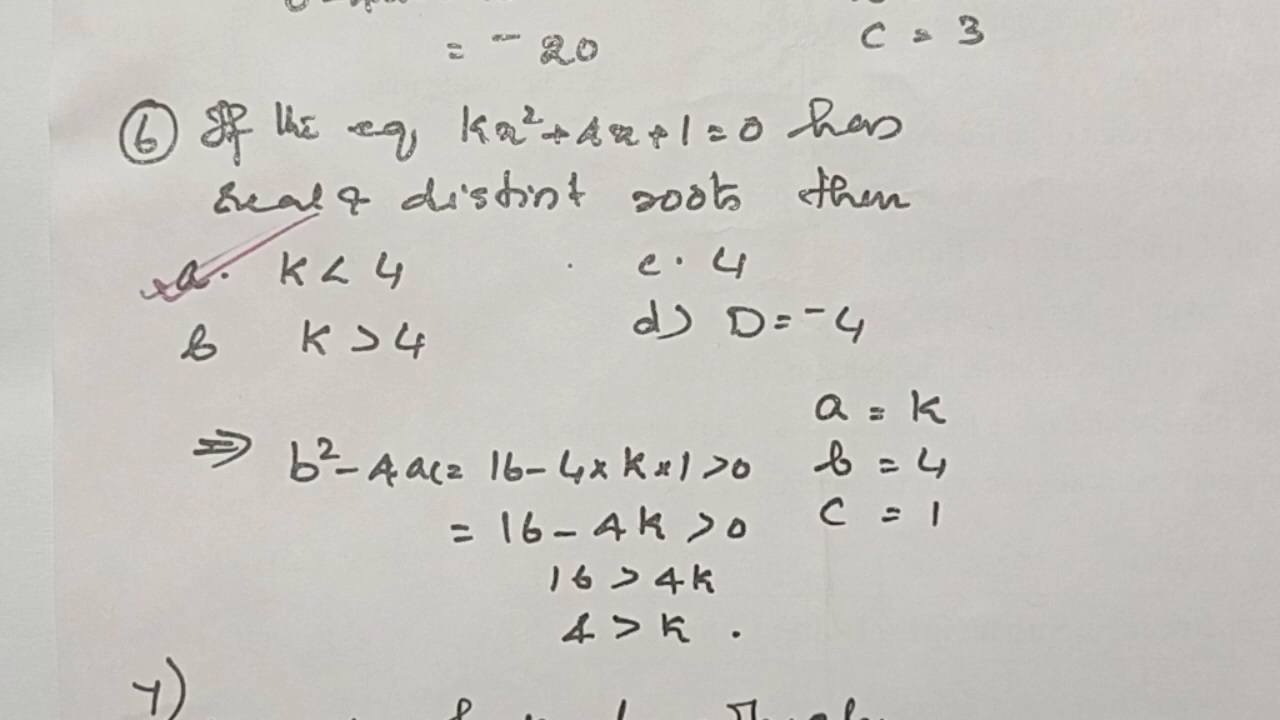 = -20
C = 3
⑥ If the eq Kx²+4x+1=0 has
real & distint roots then
a. K < 4
c. 4
b K > 4
d) D = -4
⇒ b²-4ac = 16-4×K×1 >0
a = K
b = 4
= 16-4K >0
C = 1
16 > 4K
4 > K .
7)